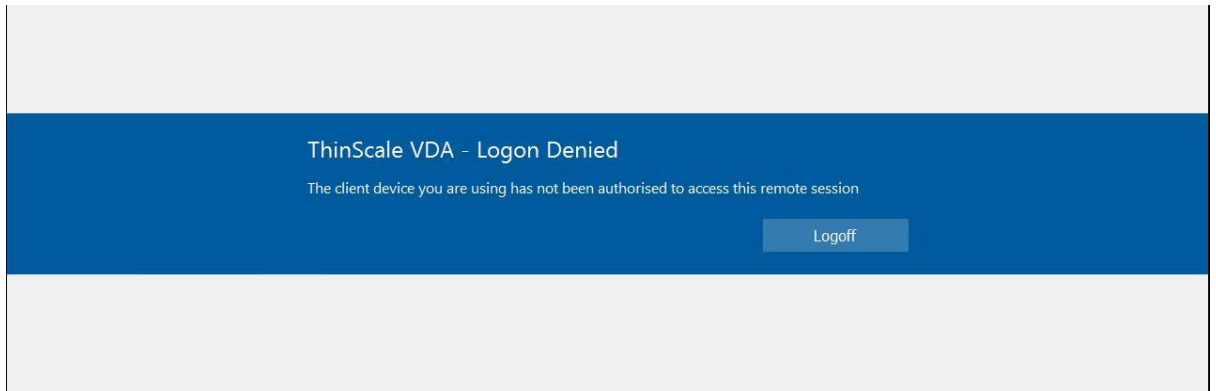 ThinScale VDA - Logon Denied
The client device you are using has not been authorised to access this remote session
Logoff